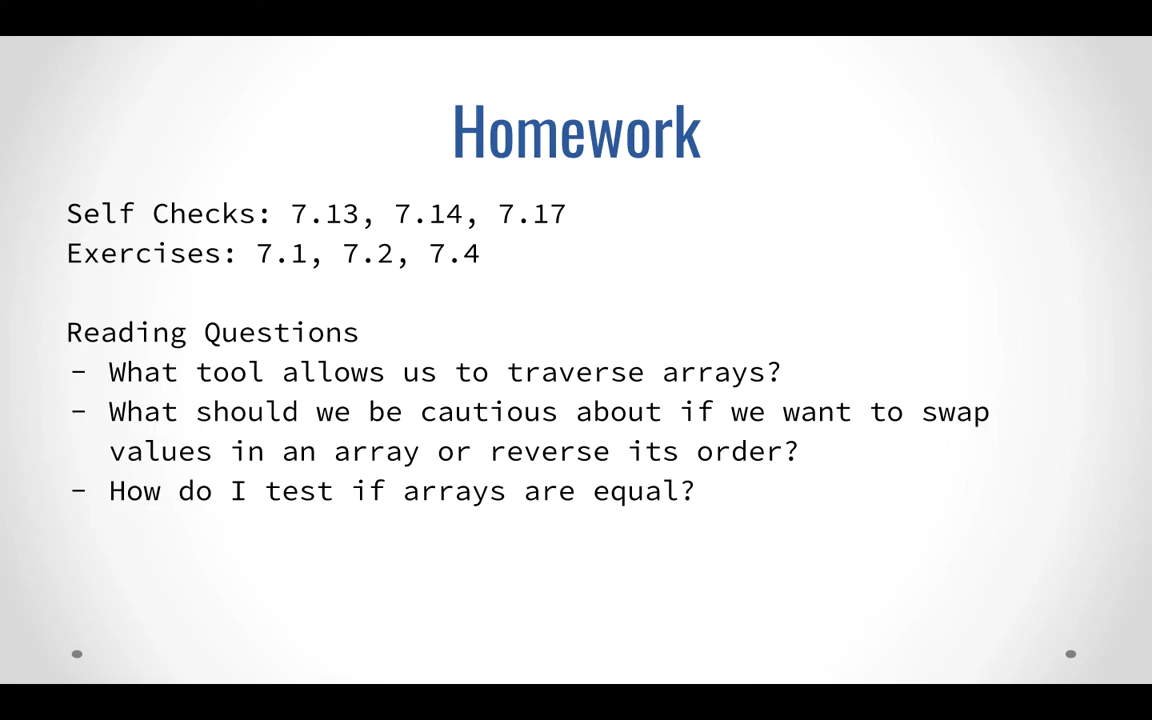 Homework
Self Checks: 7.13, 7.14, 7.17
Exercises: 7.1, 7.2, 7.4
Reading Questions
- What tool allows us to traverse arrays?
- What should we be cautious about if we want to swap
values in an array or reverse its order?
- How do I test if arrays are equal?